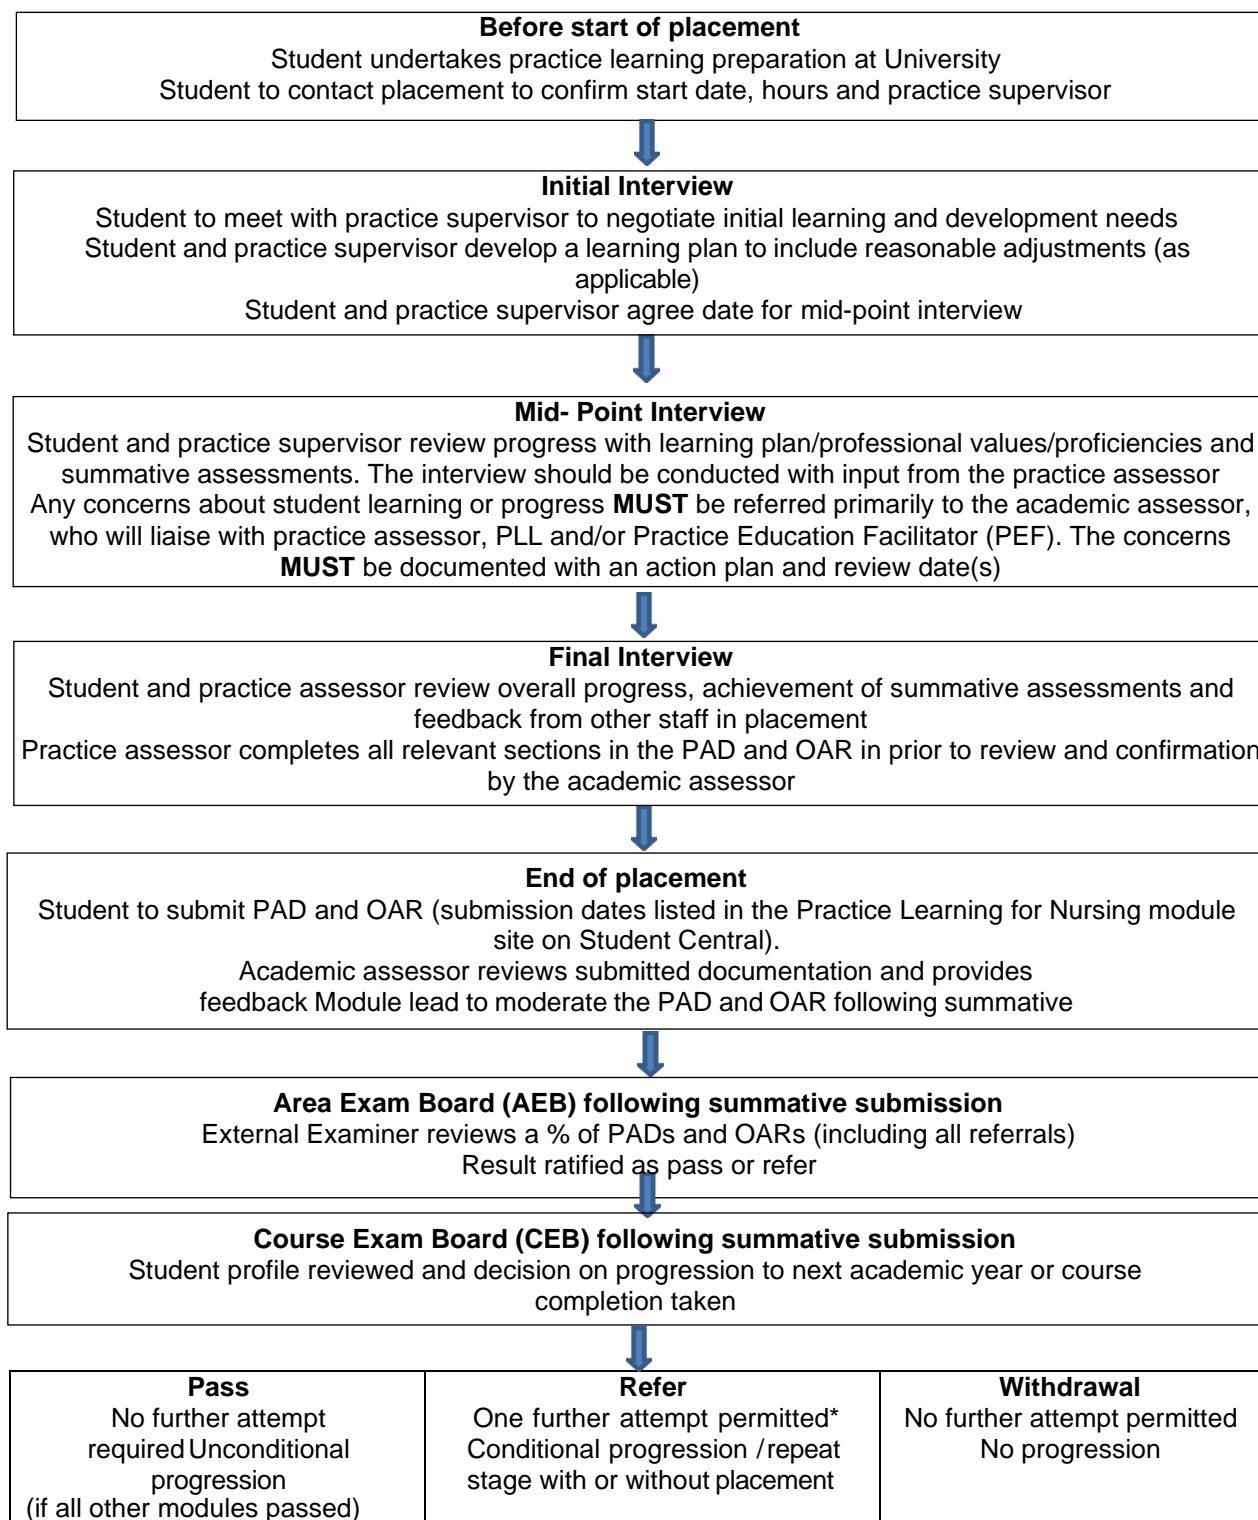 Before start of placement
Student undertakes practice learning preparation at University
Student to contact placement to confirm start date, hours and practice supervisor
Initial Interview
Student to meet with practice supervisor to negotiate initial learning and development needs
Student and practice supervisor develop a learning plan to include reasonable adjustments (as
applicable)
Student and practice supervisor agree date for mid-point interview
Mid- Point Interview
Student and practice supervisor review progress with learning plan/professional values/proficiencies and
summative assessments. The interview should be conducted with input from the practice assessor
Any concerns about student learning or progress MUST be referred primarily to the academic assessor,
who will liaise with practice assessor, PLL and/or Practice Education Facilitator (PEF). The concerns
MUST be documented with an action plan and review date(s)
Final Interview
Student and practice assessor review overall progress, achievement of summative assessments and
feedback from other staff in placement
Practice assessor completes all relevant sections in the PAD and OAR in prior to review and confirmation
by the academic assessor
End of placement
Student to submit PAD and OAR (submission dates listed in the Practice Learning for Nursing module
site on Student Central).
Academic assessor reviews submitted documentation and provides
feedback Module lead to moderate the PAD and OAR following summative
Area Exam Board (AEB) following summative submission
External Examiner reviews a % of PADs and OARs (including all referrals)
Result ratified as pass or refer
Course Exam Board (CEB) following summative submission
Student profile reviewed and decision on progression to next academic year or course
completion taken
Pass
No further attempt
required Unconditional
progression
(if all other modules passed)
Refer
One further attempt permitted*
Conditional progression / repeat
stage with or without placement
Withdrawal
No further attempt permitted
No progression